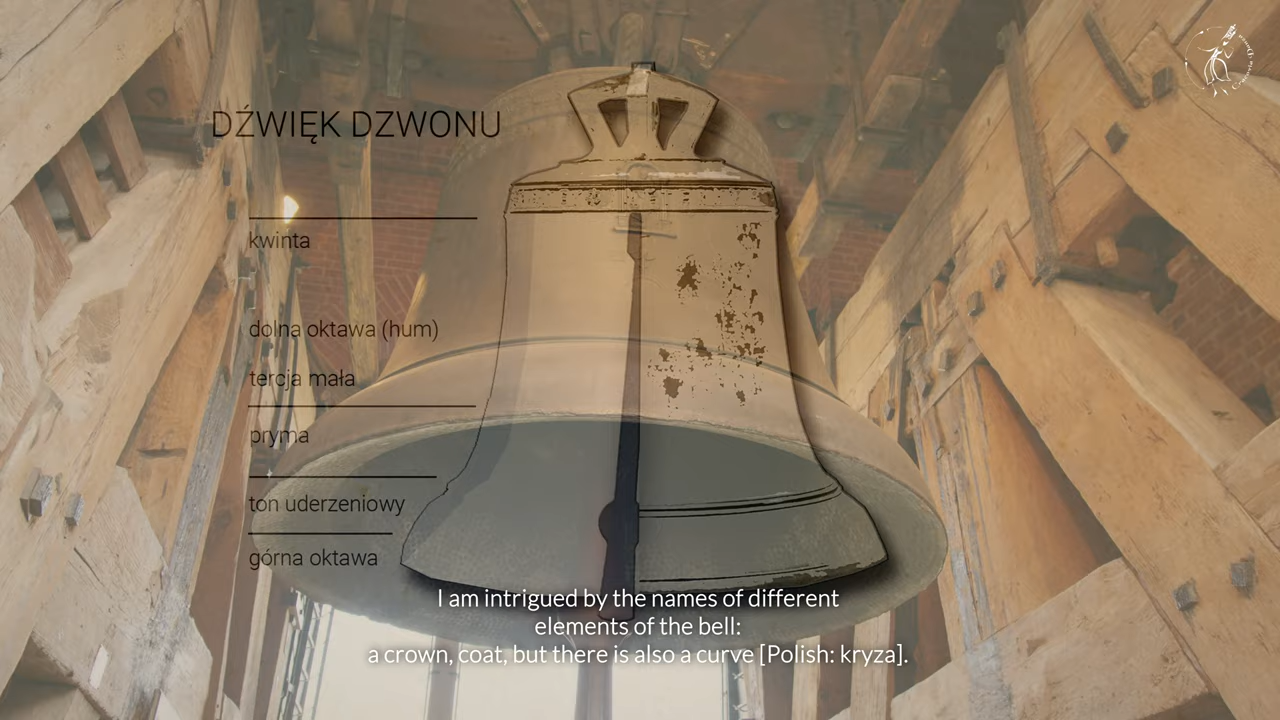 DŹWIĘK DZWONU
kwinta
dolna oktawa (hum)
tercja mała
pryma
ton uderzeniowy
górna oktawa
I am intrigued by the names of different
elements of the bell:
a crown, coat, but there is also a curve [Polish: kryza].